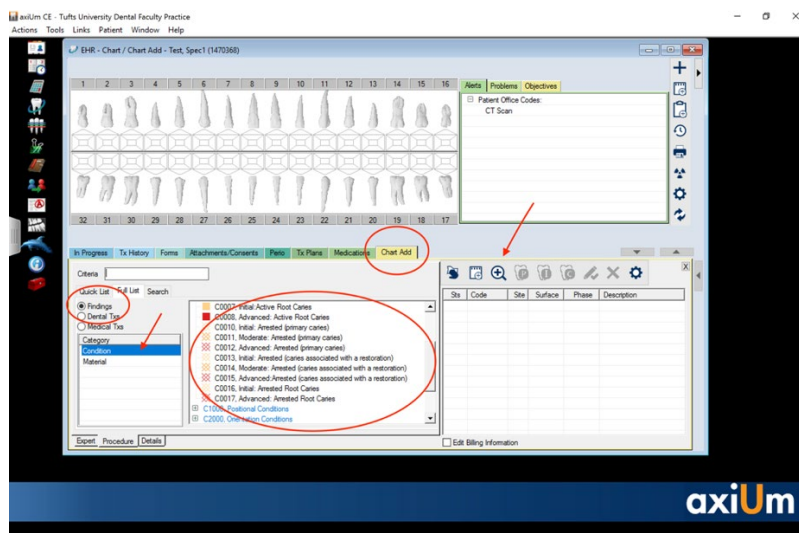 axiUm CE - Tufts University Dental Faculty Practice
Actions Tools Links Patient Window Help
EHR - Chart / Chart Add - Test, Spec1 (1470368)
1 2 3 4 5 6 7 8 9 10 11 12 13 14 15 16
Alerts Problems Objectives
Patient Office Codes:
CT Scan
32 31 30 29 28 27 26 25 24 23 22 21 20 19 18 17
In Progress Tx History Forms Attachments/Consents Perio Tx Plans Medications Chart Add
Criteria
Quick List Full List Search
Findings
Dental Txs
Medical Txs
Category
Condition
Material
C0007, Initial:Active Root Caries
C0008, Advanced: Active Root Caries
C0010, Initial: Arrested (primary caries)
C0011, Moderate: Arrested (primary caries)
C0012, Advanced: Arrested (primary caries)
C0013, Initial: Arrested (caries associated with a restoration)
C0014, Moderate: Arrested (caries associated with a restoration)
C0015, Advanced:Arrested (caries associated with a restoration)
C0016, Initial: Arrested Root Caries
C0017, Advanced: Arrested Root Caries
C1000, Positional Conditions
C2000, Orientation Conditions
Sts Code Site Surface Phase Description
Expert Procedure Details
Edit Billing Information
axiUm